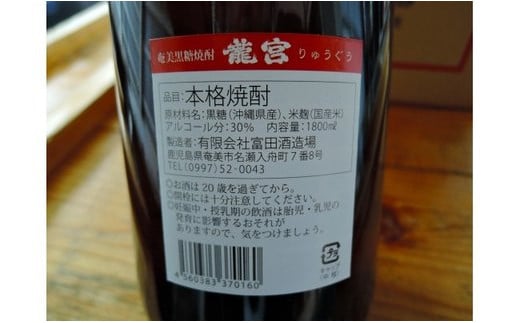 奄美黒糖焼酎 龍宮 りゅうぐう
品目:本格焼酎
原材料名:黒糖(沖縄県産)、米麹(国産米)
アルコール分:30% 内容量:1800mℓ
製造者:有限会社富田酒造場
鹿児島県奄美市名瀬入舟町7番8号
TEL(0997)52-0043
○お酒は20歳を過ぎてから。
○開栓には十分注意してください。
○妊娠中・授乳期の飲酒は胎児・乳児の
発育に影響するおそれが
ありますので、気をつけましょう。
4 560383 370160